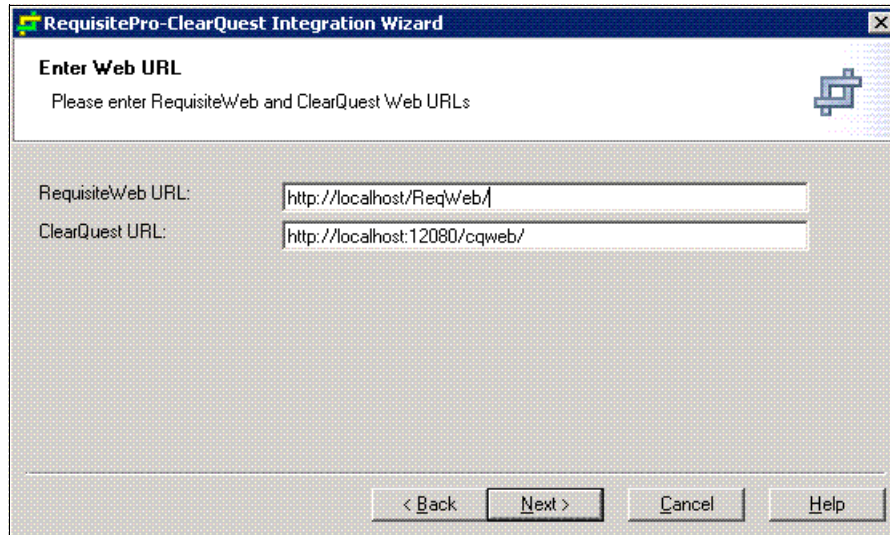 RequisitePro-ClearQuest Integration Wizard
Enter Web URL
Please enter RequisiteWeb and ClearQuest Web URLs
RequisiteWeb URL: http://localhost/ReqWeb/
ClearQuest URL: http://localhost:12080/cqweb/
< Back Next > Cancel Help